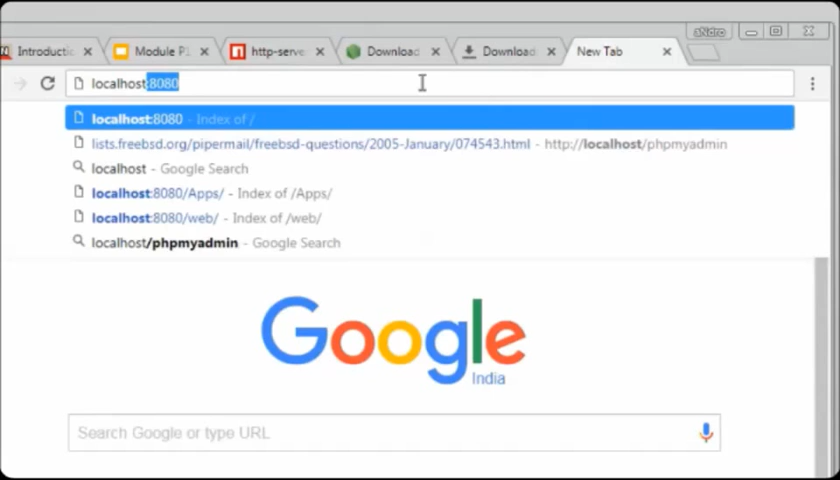 aNdro
Introductic
Module P1
http-serve
Download
Download
New Tab
localhost:8080
localhost:8080 - Index of /
lists.freebsd.org/pipermail/freebsd-questions/2005-January/074543.html - http://localhost/phpmyadmin
localhost - Google Search
localhost:8080/Apps/ - Index of /Apps/
localhost:8080/web/ - Index of /web/
localhost/phpmyadmin - Google Search
Google
India
Search Google or type URL